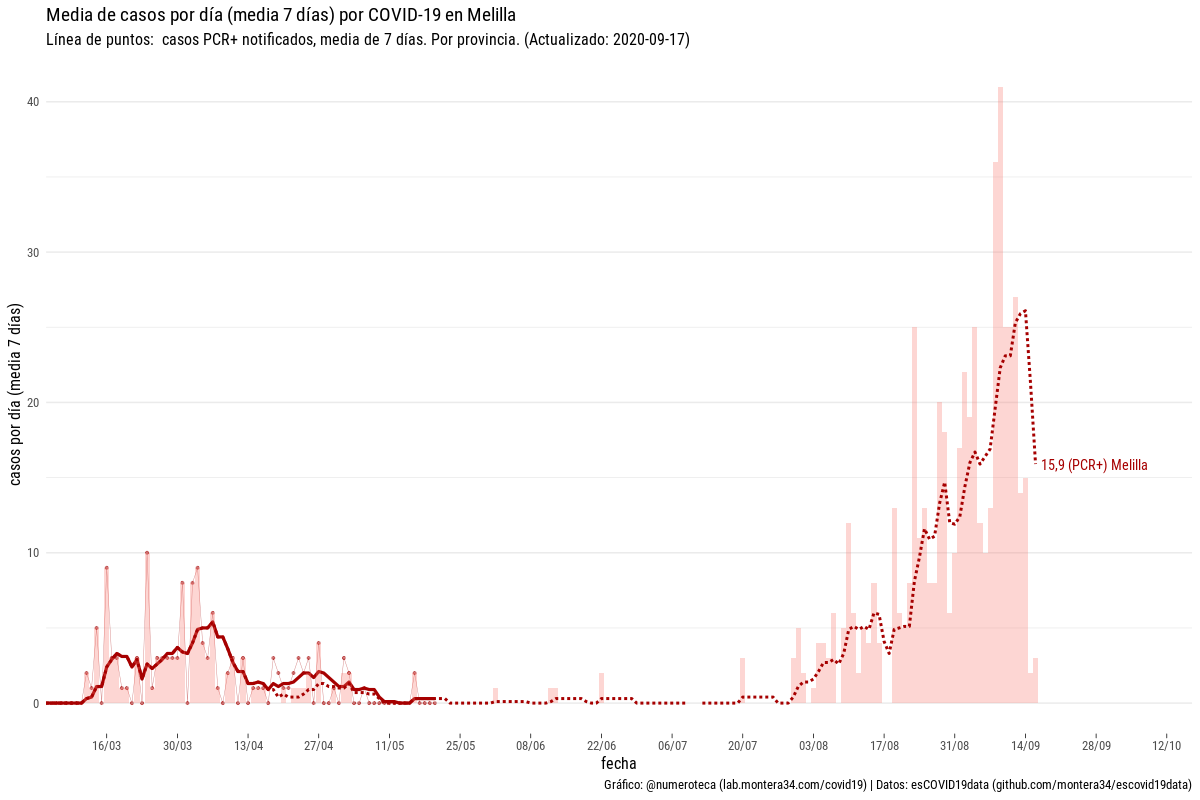 Media de casos por día (media 7 días) por COVID-19 en Melilla
Línea de puntos:  casos PCR+ notificados, media de 7 días. Por provincia. (Actualizado: 2020-09-17)
casos por día (media 7 días)
40
30
20
10
0
15,9 (PCR+) Melilla
16/03 30/03 13/04 27/04 11/05 25/05 08/06 22/06 06/07 20/07 03/08 17/08 31/08 14/09 28/09 12/10
fecha
Gráfico: @numeroteca (lab.montera34.com/covid19) | Datos: esCOVID19data (github.com/montera34/escovid19data)